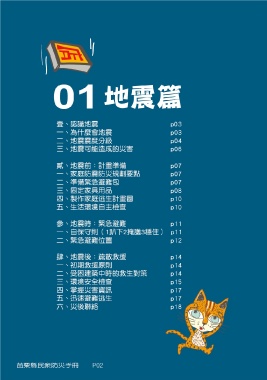 01 地震篇
壹、認識地震 p03
一、為什麼會地震 p03
二、地震震度分級 p04
三、地震可能造成的災害 p06
貳、地震前：計畫準備 p07
一、家庭防震防災規劃要點 p07
二、準備緊急避難包 p07
三、固定家具用品 p08
四、製作家庭逃生計畫圖 p10
五、生活環境自主檢查 p10
參、地震時：緊急避難 p11
一、自保守則（1趴下2掩護3穩住） p11
二、緊急避難位置 p12
肆、地震後：疏散救援 p14
一、初期救援原則 p14
二、受困建築中時的救生對策 p14
三、環境安全檢查 p15
四、掌握災害資訊 p17
五、迅速避難逃生 p17
六、災後聯絡 p18
苗栗縣民眾防災手冊 P02